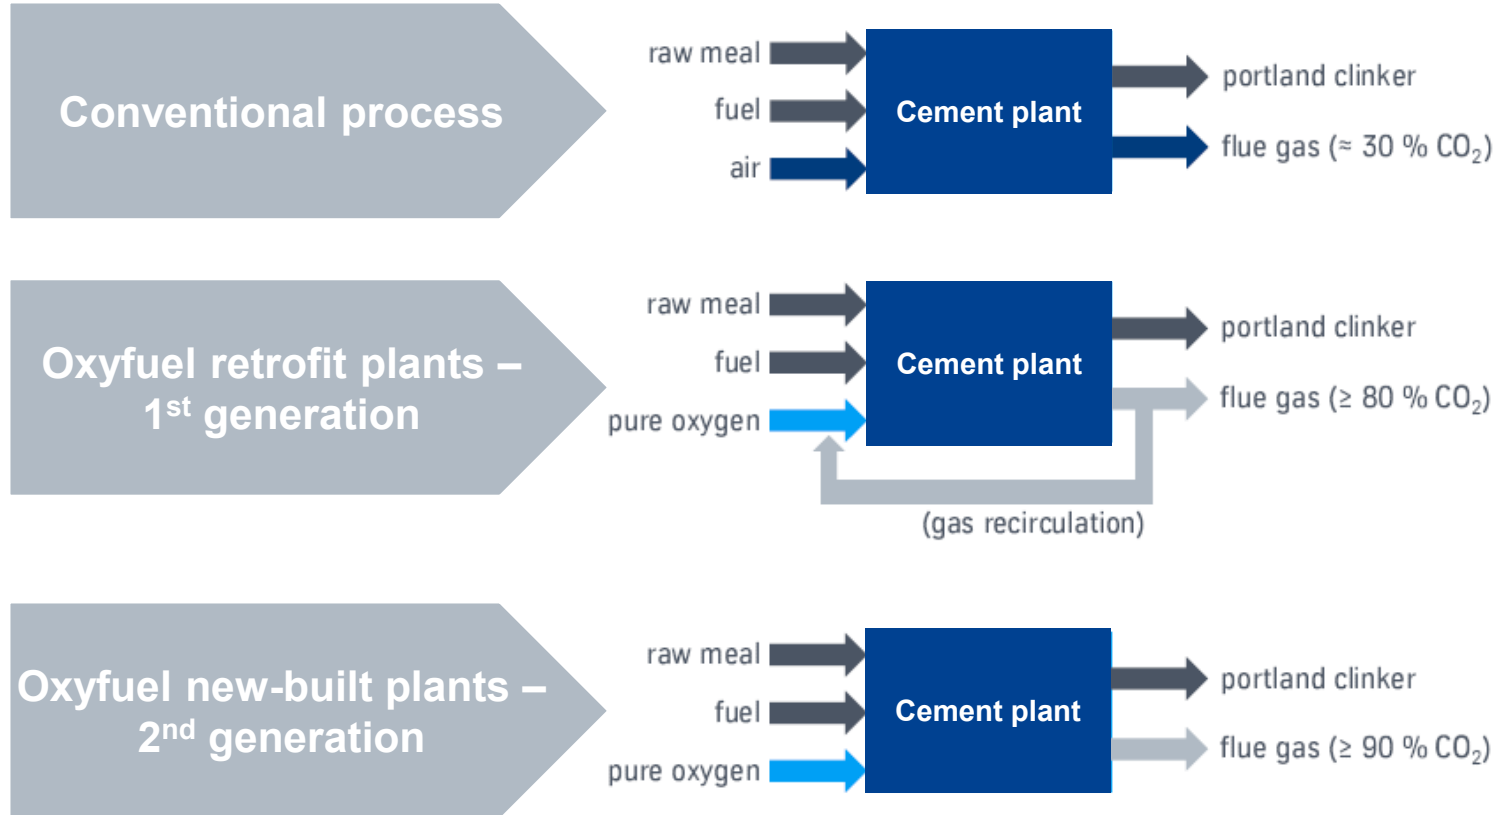 Conventional process
raw meal
fuel
air
Cement plant
portland clinker
flue gas (≈ 30 % CO₂)
Oxyfuel retrofit plants –
1st generation
raw meal
fuel
pure oxygen
Cement plant
portland clinker
flue gas (≥ 80 % CO₂)
(gas recirculation)
Oxyfuel new-built plants –
2nd generation
raw meal
fuel
pure oxygen
Cement plant
portland clinker
flue gas (≥ 90 % CO₂)